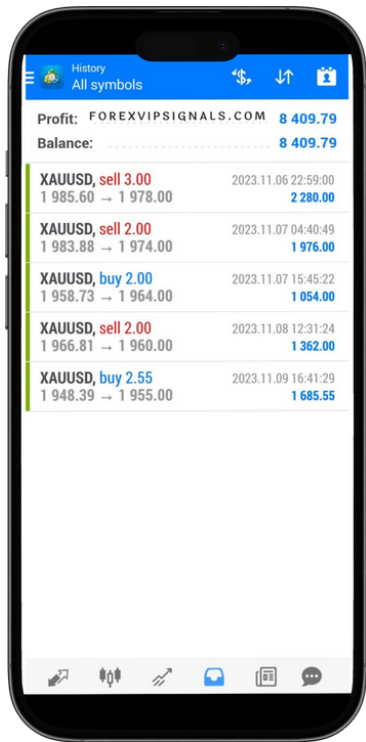 History
All symbols
Profit: FOREXVIPSIGNALS.COM 8 409.79
Balance: 8 409.79
XAUUSD, sell 3.00 2023.11.06 22:59:00
1 985.60 → 1 978.00 2 280.00
XAUUSD, sell 2.00 2023.11.07 04:40:49
1 983.88 → 1 974.00 1 976.00
XAUUSD, buy 2.00 2023.11.07 15:45:22
1 958.73 → 1 964.00 1 054.00
XAUUSD, sell 2.00 2023.11.08 12:31:24
1 966.81 → 1 960.00 1 362.00
XAUUSD, buy 2.55 2023.11.09 16:41:29
1 948.39 → 1 955.00 1 685.55